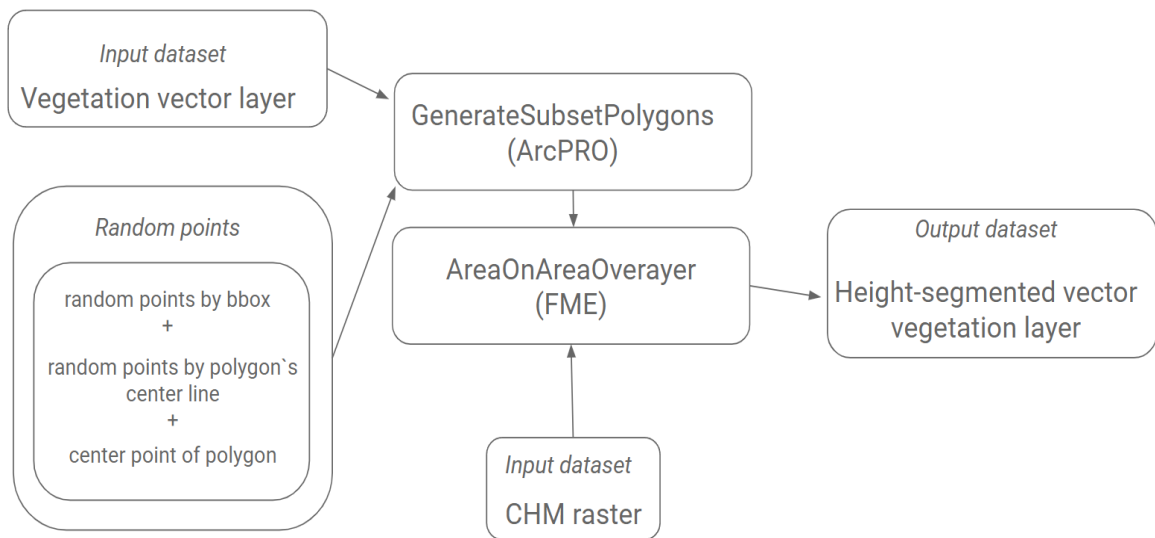 Input dataset
Vegetation vector layer
GenerateSubsetPolygons
(ArcPRO)
Random points
random points by bbox
+
random points by polygon`s
center line
+
center point of polygon
AreaOnAreaOverayer
(FME)
Input dataset
CHM raster
Output dataset
Height-segmented vector
vegetation layer